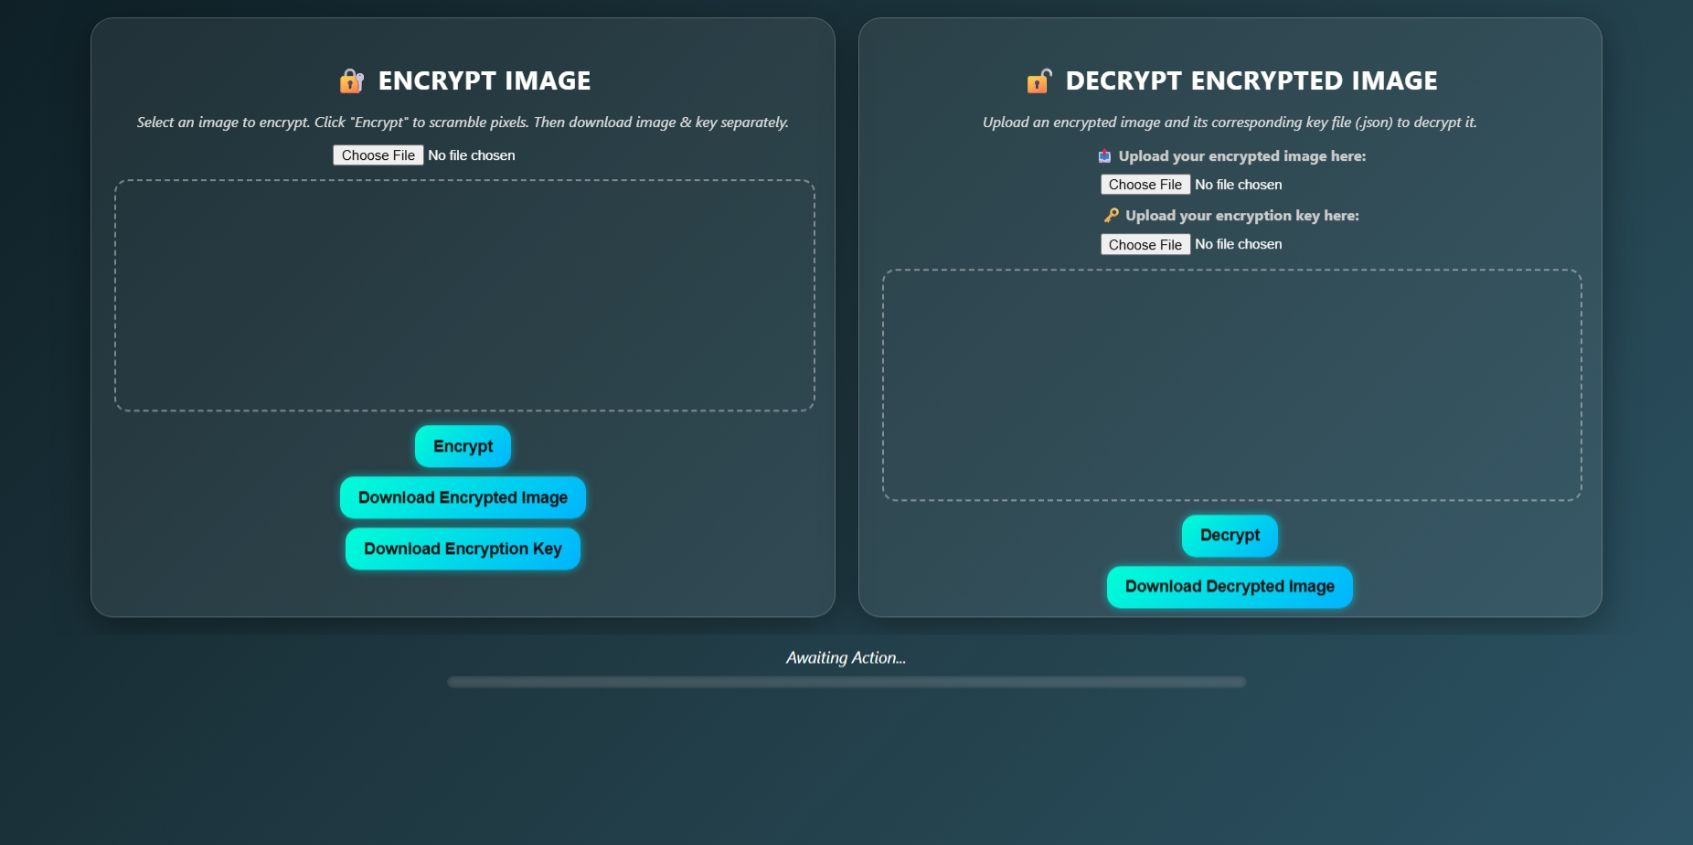 🔐 ENCRYPT IMAGE
Select an image to encrypt. Click "Encrypt" to scramble pixels. Then download image & key separately.
Choose File No file chosen
Encrypt
Download Encrypted Image
Download Encryption Key
🔓 DECRYPT ENCRYPTED IMAGE
Upload an encrypted image and its corresponding key file (.json) to decrypt it.
📤 Upload your encrypted image here:
Choose File No file chosen
🔑 Upload your encryption key here:
Choose File No file chosen
Decrypt
Download Decrypted Image
Awaiting Action...